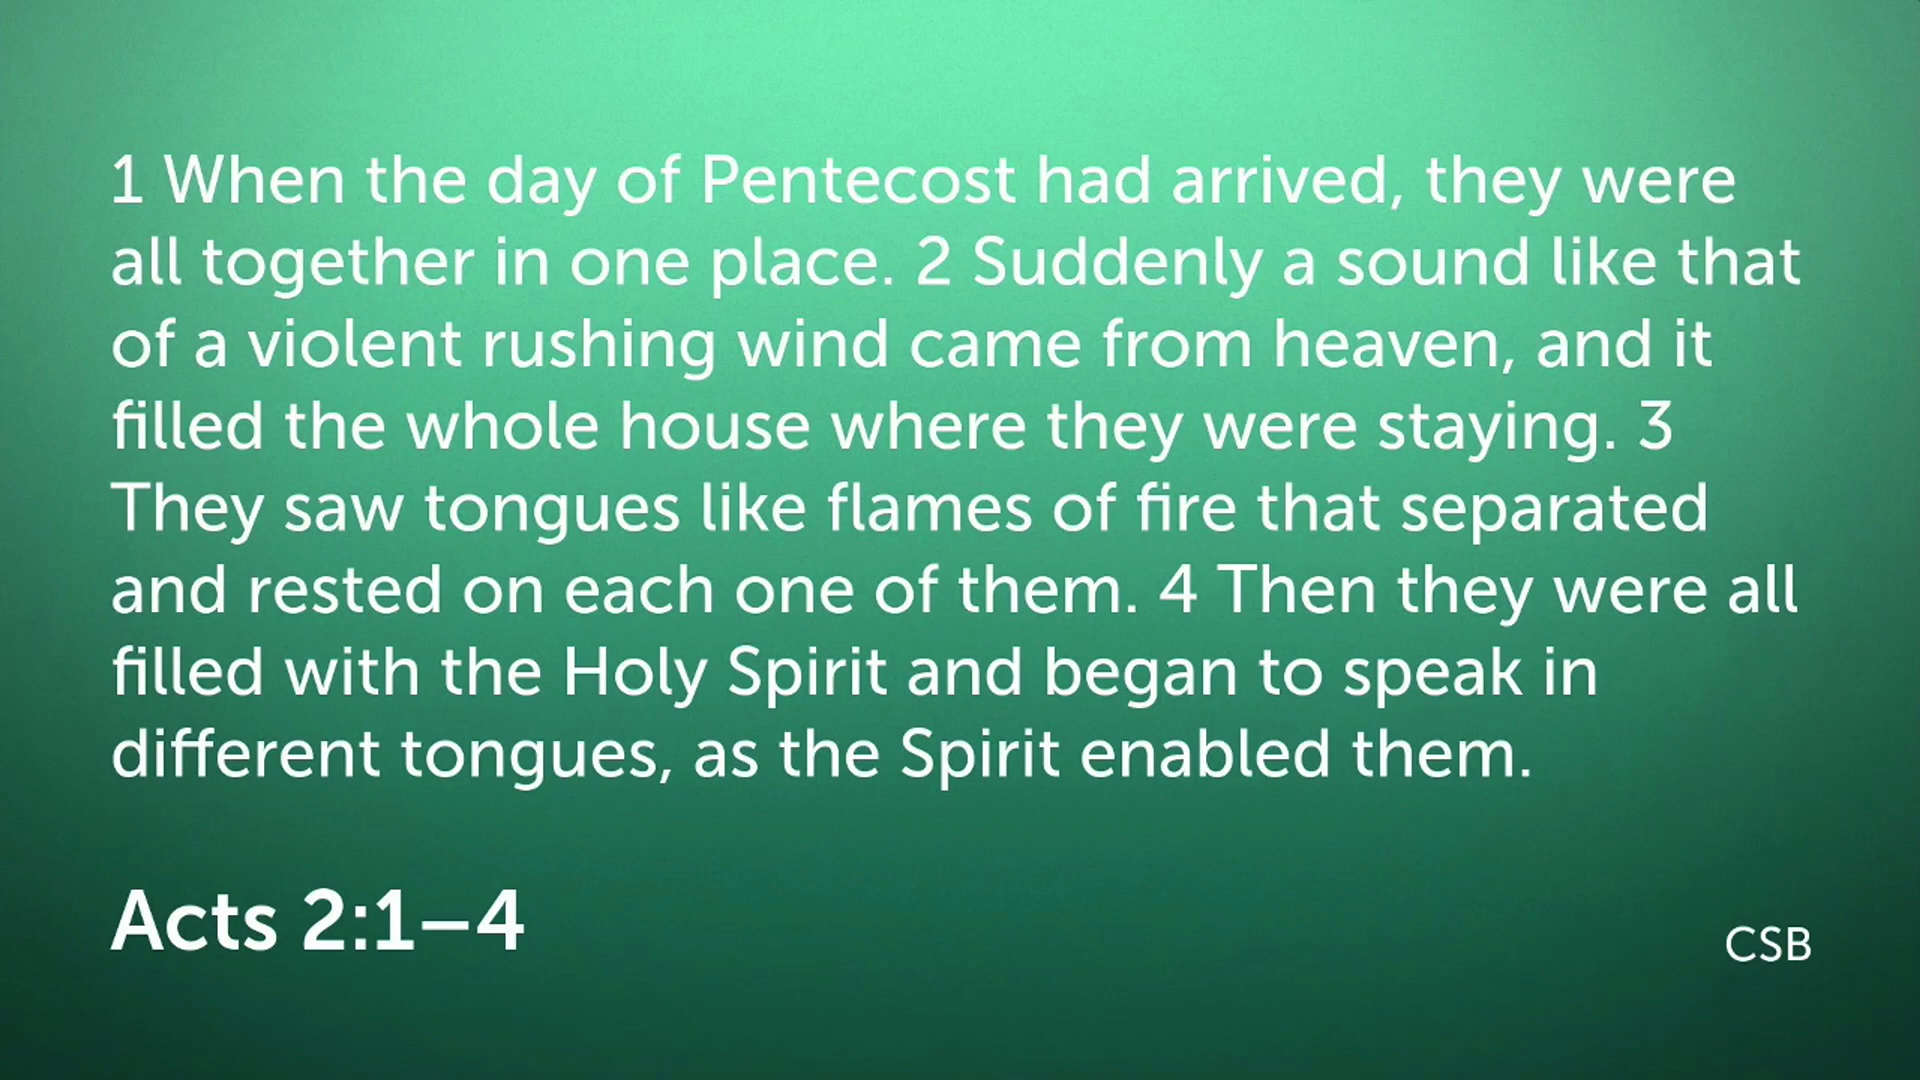 1 When the day of Pentecost had arrived, they were
all together in one place. 2 Suddenly a sound like that
of a violent rushing wind came from heaven, and it
filled the whole house where they were staying. 3
They saw tongues like flames of fire that separated
and rested on each one of them. 4 Then they were all
filled with the Holy Spirit and began to speak in
different tongues, as the Spirit enabled them.
Acts 2:1–4
CSB